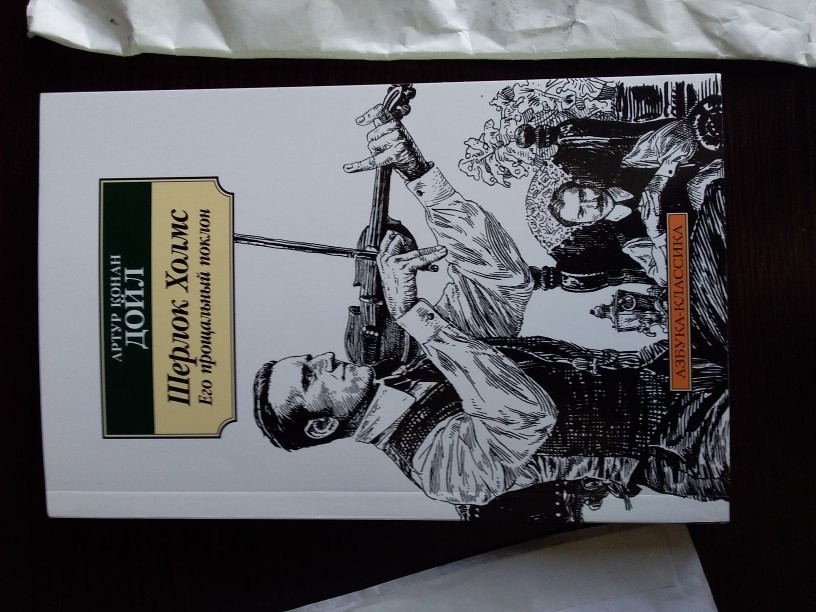 АРТУР КОНАН
ДОЙЛ
Шерлок Холмс
Его прощальный поклон
АЗБУКА-КЛАССИКА